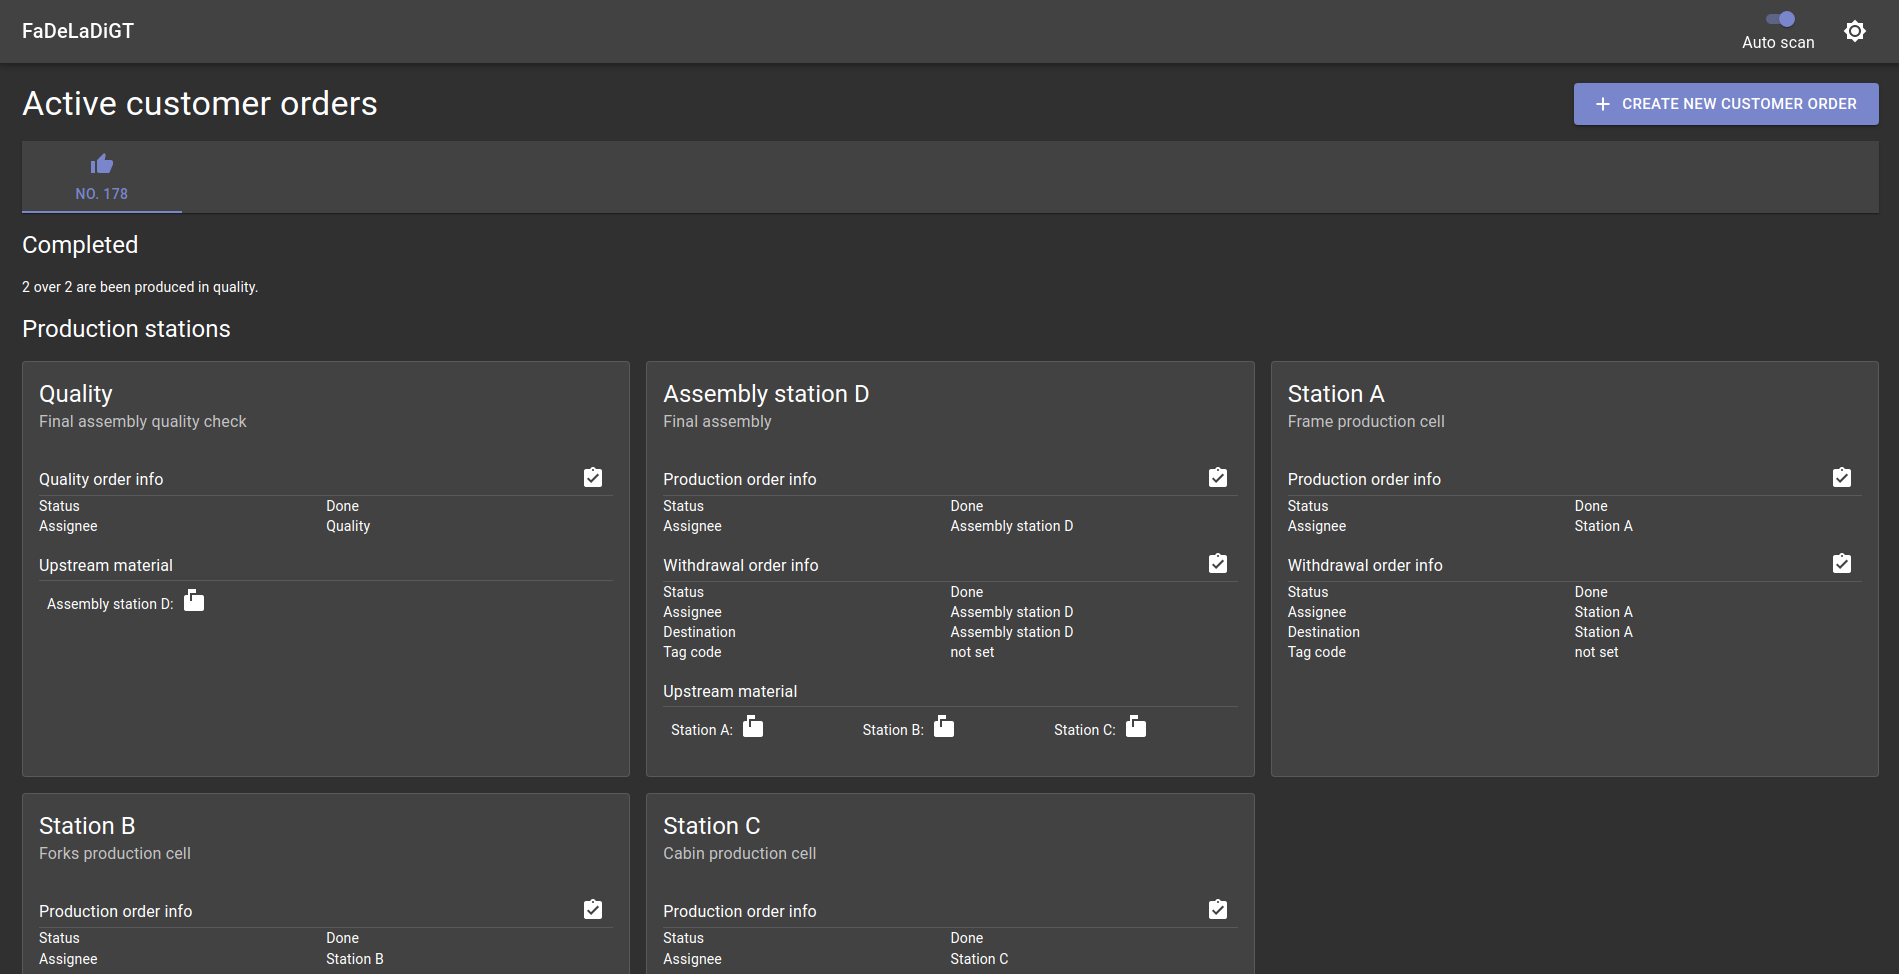 FaDeLaDiGT
Auto scan
Active customer orders
CREATE NEW CUSTOMER ORDER
NO. 178
Completed
2 over 2 are been produced in quality.
Production stations
Quality
Final assembly quality check
Quality order info
Status Done
Assignee Quality
Upstream material
Assembly station D:
Assembly station D
Final assembly
Production order info
Status Done
Assignee Assembly station D
Withdrawal order info
Status Done
Assignee Assembly station D
Destination Assembly station D
Tag code not set
Upstream material
Station A: Station B: Station C:
Station A
Frame production cell
Production order info
Status Done
Assignee Station A
Withdrawal order info
Status Done
Assignee Station A
Destination Station A
Tag code not set
Station B
Forks production cell
Production order info
Status Done
Assignee Station B
Station C
Cabin production cell
Production order info
Status Done
Assignee Station C